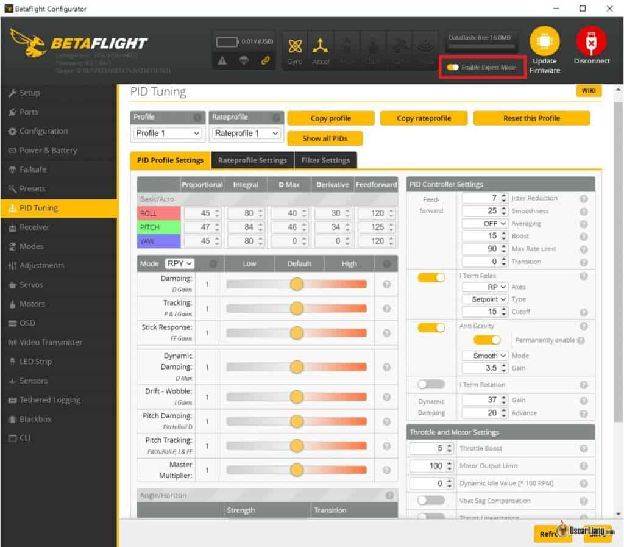 Betaflight Configurator
BETAFLIGHT
Gyro
Accel
Dataflash: free 16.0MB
Enable Expert Mode
Update
Firmware
Disconnect
Setup
Ports
Configuration
Power & Battery
Failsafe
Presets
PID Tuning
Receiver
Modes
Adjustments
Servos
Motors
OSD
Video Transmitter
LED Strip
Sensors
Tethered Logging
Blackbox
CLI
PID Tuning
WIKI
Profile
Rateprofile
Profile 1
Rateprofile 1
Copy profile
Copy rateprofile
Reset this Profile
Show all PIDs
PID Profile Settings
Rateprofile Settings
Filter Settings
Proportional Integral D Max Derivative Feedforward
Basic/Acro
ROLL 45 80 40 30 120
PITCH 47 84 46 34 125
YAW 45 80 0 0 120
Mode RPY Low Default High
Damping:
D Gains 1
Tracking:
P & I Gains 1
Stick Response:
FF Gains 1
Dynamic
Damping:
D Max 1
Drift - Wobble:
I Gains 1
Pitch Damping:
Pitch:Roll D 1
Pitch Tracking:
Pitch:Roll P, I & FF 1
Master
Multiplier: 1
Angle/Horizon
Strength Transition
PID Controller Settings
Feed-
forward
7 Jitter Reduction
25 Smoothness
OFF Averaging
15 Boost
90 Max Rate Limit
0 Transition
I Term Relax
RP Axes
Setpoint Type
15 Cutoff
Anti Gravity
Permanently enable
Smooth Mode
3.5 Gain
I Term Rotation
Dynamic
Damping
37 Gain
20 Advance
Throttle and Motor Settings
5 Throttle Boost
100 Motor Output Limit
0 Dynamic Idle Value [* 100 RPM]
Vbat Sag Compensation
Thrust Linearization
OscarLiang.com